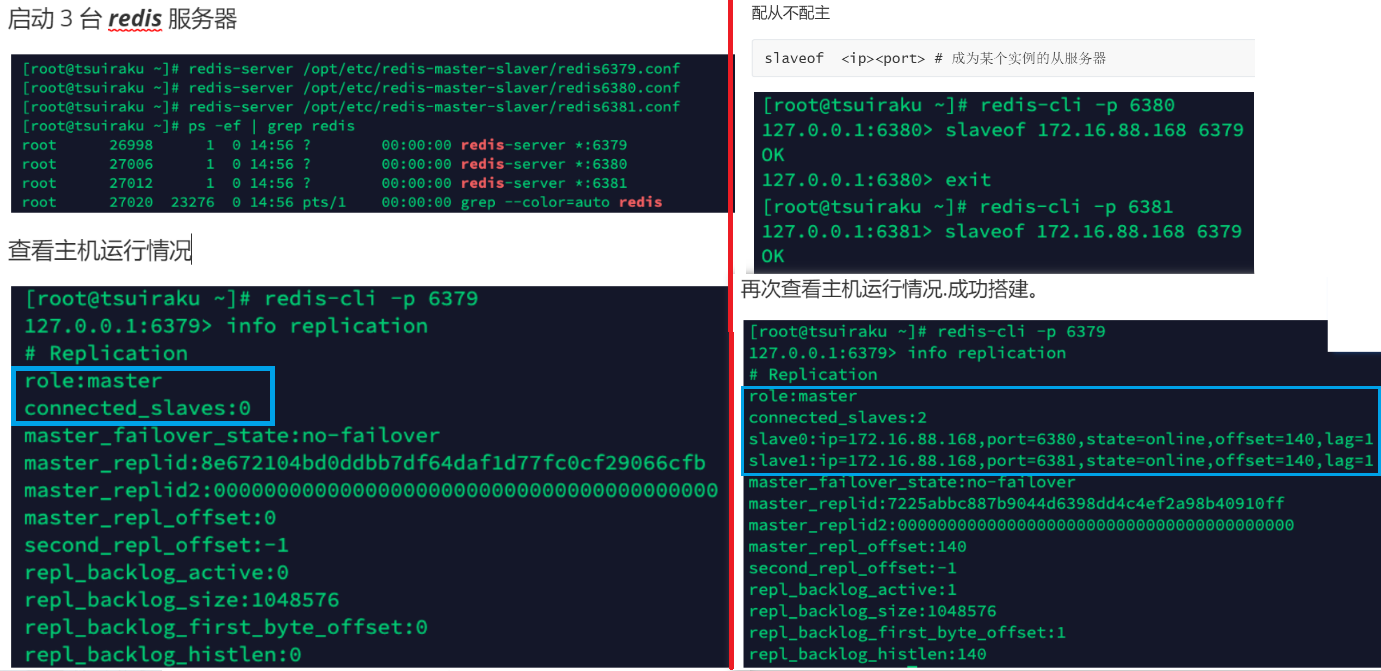 启动 3 台 redis 服务器
[root@tsuiraku ~]# redis-server /opt/etc/redis-master-slaver/redis6379.conf
[root@tsuiraku ~]# redis-server /opt/etc/redis-master-slaver/redis6380.conf
[root@tsuiraku ~]# redis-server /opt/etc/redis-master-slaver/redis6381.conf
[root@tsuiraku ~]# ps -ef | grep redis
root 26998 1 0 14:56 ? 00:00:00 redis-server *:6379
root 27006 1 0 14:56 ? 00:00:00 redis-server *:6380
root 27012 1 0 14:56 ? 00:00:00 redis-server *:6381
root 27020 23276 0 14:56 pts/1 00:00:00 grep --color=auto redis
查看主机运行情况
[root@tsuiraku ~]# redis-cli -p 6379
127.0.0.1:6379> info replication
# Replication
role:master
connected_slaves:0
master_failover_state:no-failover
master_replid:8e672104bd0ddbb7df64daf1d77fc0cf29066cfb
master_replid2:0000000000000000000000000000000000000000
master_repl_offset:0
second_repl_offset:-1
repl_backlog_active:0
repl_backlog_size:1048576
repl_backlog_first_byte_offset:0
repl_backlog_histlen:0
配从不配主
slaveof <ip><port> # 成为某个实例的从服务器
[root@tsuiraku ~]# redis-cli -p 6380
127.0.0.1:6380> slaveof 172.16.88.168 6379
OK
127.0.0.1:6380> exit
[root@tsuiraku ~]# redis-cli -p 6381
127.0.0.1:6381> slaveof 172.16.88.168 6379
OK
再次查看主机运行情况.成功搭建。
[root@tsuiraku ~]# redis-cli -p 6379
127.0.0.1:6379> info replication
# Replication
role:master
connected_slaves:2
slave0:ip=172.16.88.168,port=6380,state=online,offset=140,lag=1
slave1:ip=172.16.88.168,port=6381,state=online,offset=140,lag=1
master_failover_state:no-failover
master_replid:7225abbc887b9044d6398dd4c4ef2a98b40910ff
master_replid2:0000000000000000000000000000000000000000
master_repl_offset:140
second_repl_offset:-1
repl_backlog_active:1
repl_backlog_size:1048576
repl_backlog_first_byte_offset:1
repl_backlog_histlen:140